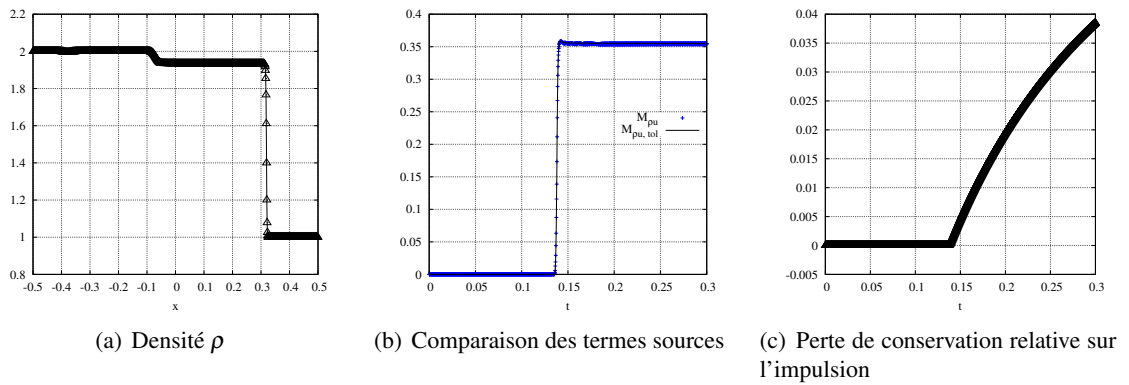 2.2
2
1.8
1.6
1.4
1.2
1
0.8
-0.5 -0.4 -0.3 -0.2 -0.1 0 0.1 0.2 0.3 0.4 0.5
x
(a) Densité ρ
0.4
0.35
0.3
0.25
0.2
0.15
0.1
0.05
0
0 0.05 0.1 0.15 0.2 0.25 0.3
t
Mρu
Mρu, tol
(b) Comparaison des termes sources
0.04
0.035
0.03
0.025
0.02
0.015
0.01
0.005
0
-0.005
0 0.05 0.1 0.15 0.2 0.25 0.3
t
(c) Perte de conservation relative sur
l'impulsion